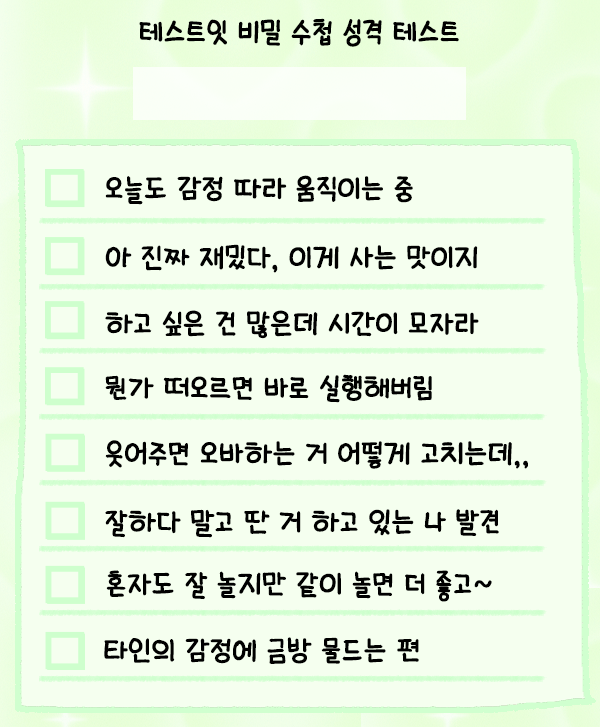 테스트잇 비밀 수첩 성격 테스트
오늘도 감정 따라 움직이는 중
아 진짜 재밌다, 이게 사는 맛이지
하고 싶은 건 많은데 시간이 모자라
뭔가 떠오르면 바로 실행해버림
웃어주면 오바하는 거 어떻게 고치는데,,
잘하다 말고 딴 거 하고 있는 나 발견
혼자도 잘 놀지만 같이 놀면 더 좋고~
타인의 감정에 금방 물드는 편